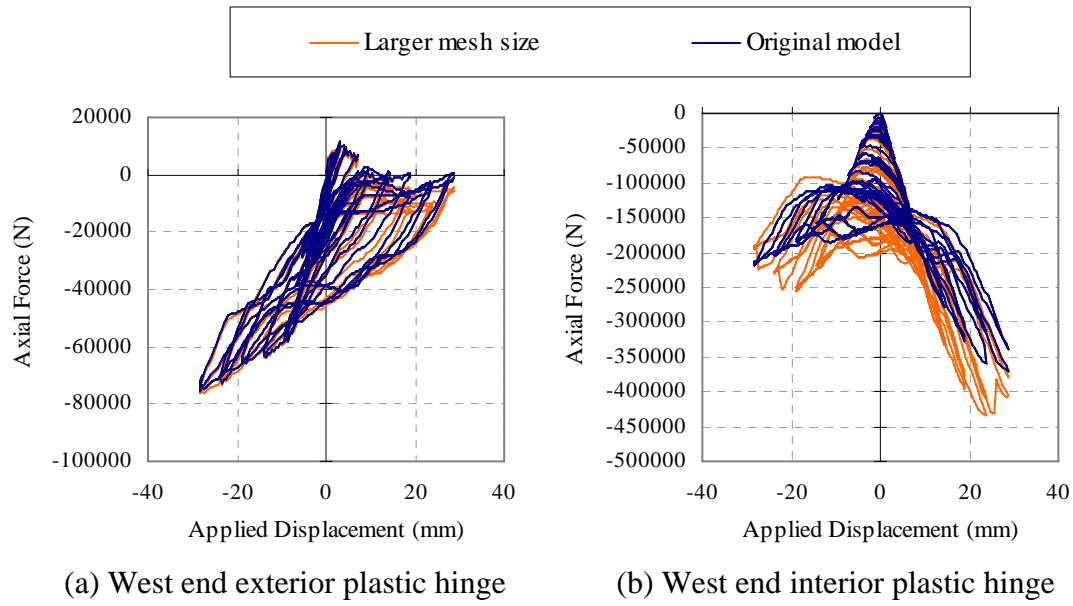 Larger mesh size Original model
20000
0
-20000
-40000
-60000
-80000
-100000
-40 -20 0 20 40
Axial Force (N)
Applied Displacement (mm)
(a) West end exterior plastic hinge
0
-50000
-100000
-150000
-200000
-250000
-300000
-350000
-400000
-450000
-500000
-40 -20 0 20 40
Axial Force (N)
Applied Displacement (mm)
(b) West end interior plastic hinge